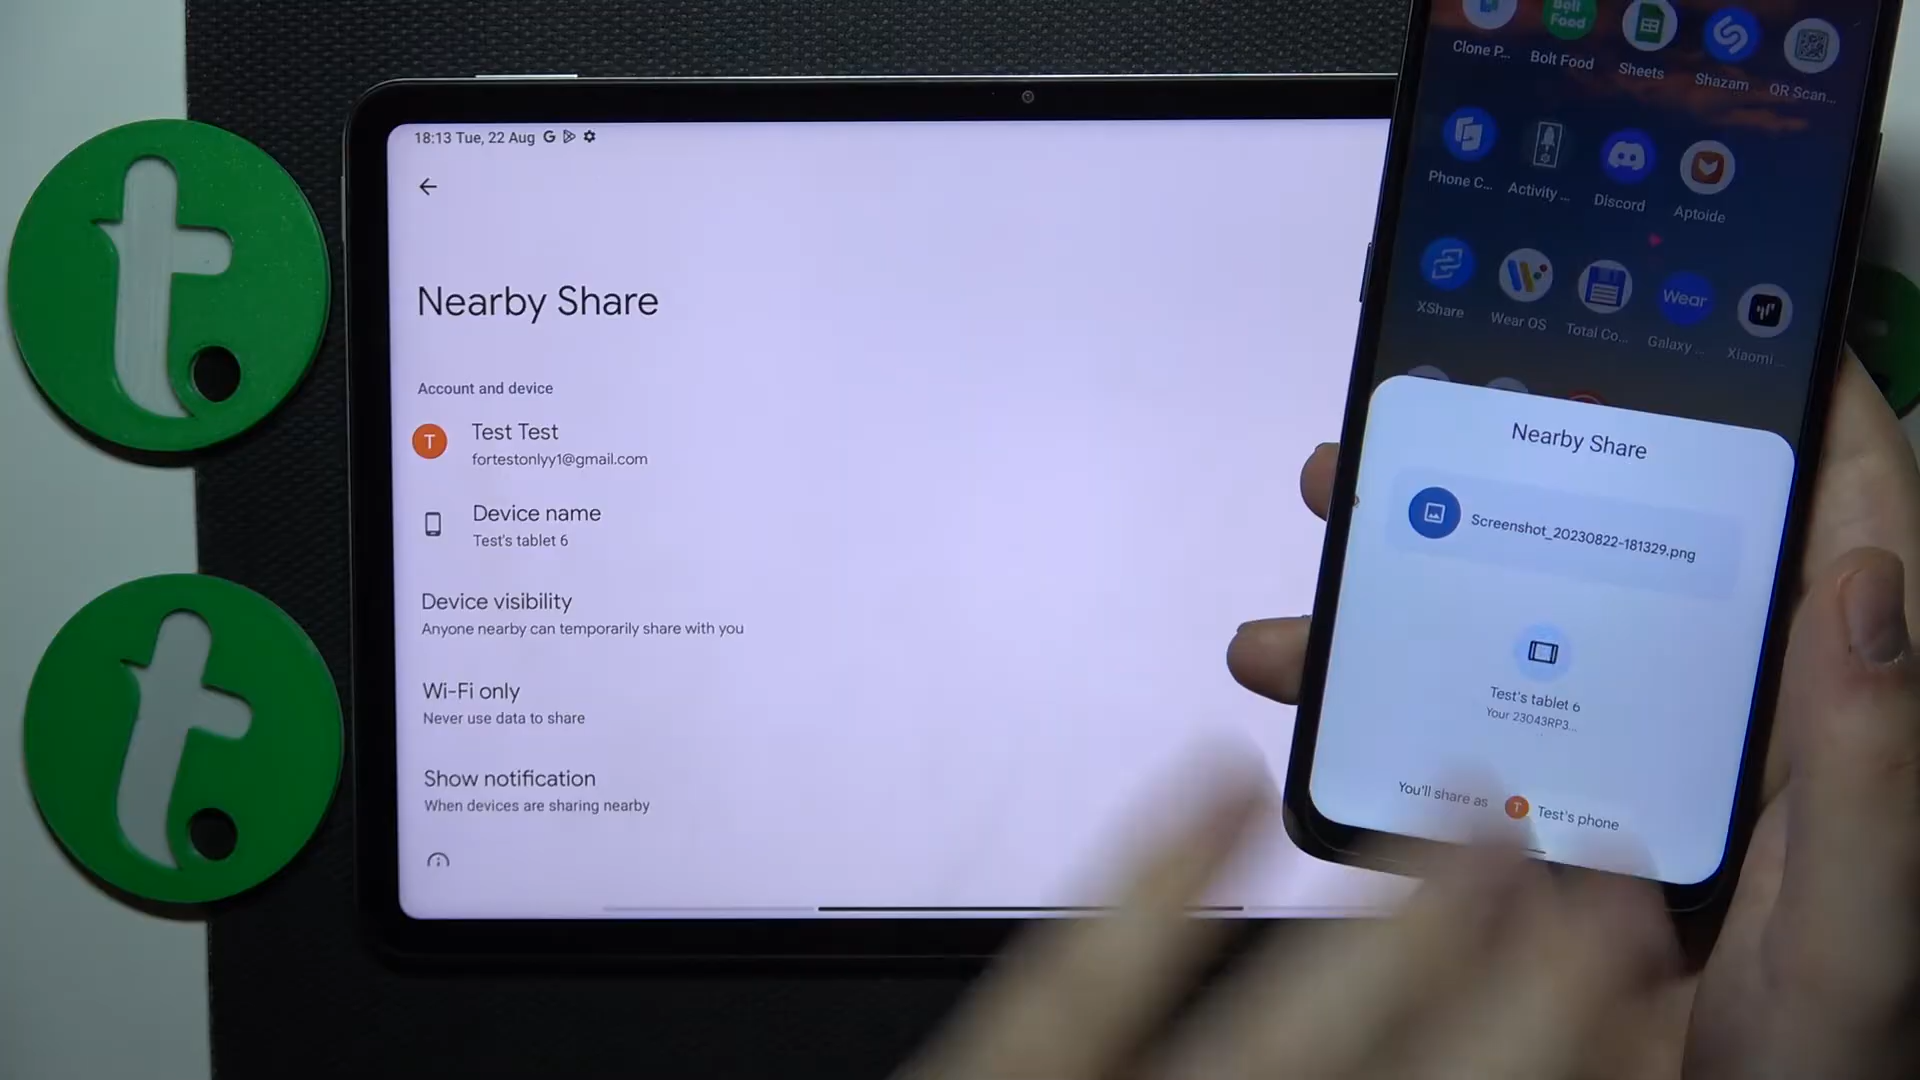 18:13 Tue, 22 Aug
Nearby Share
Account and device
T
Test Test
fortestonlyy1@gmail.com
Device name
Test's tablet 6
Device visibility
Anyone nearby can temporarily share with you
Wi-Fi only
Never use data to share
Show notification
When devices are sharing nearby
Clone P...
Bolt Food
Bolt Food
Sheets
Shazam
QR Scan...
Phone C...
Activity ...
Discord
Aptoide
XShare
Wear OS
Total Co...
Wear
Galaxy ...
Xiaomi...
Nearby Share
Screenshot_20230822-181329.png
Test's tablet 6
Your 23043RP3...
You'll share as
T
Test's phone
t
t